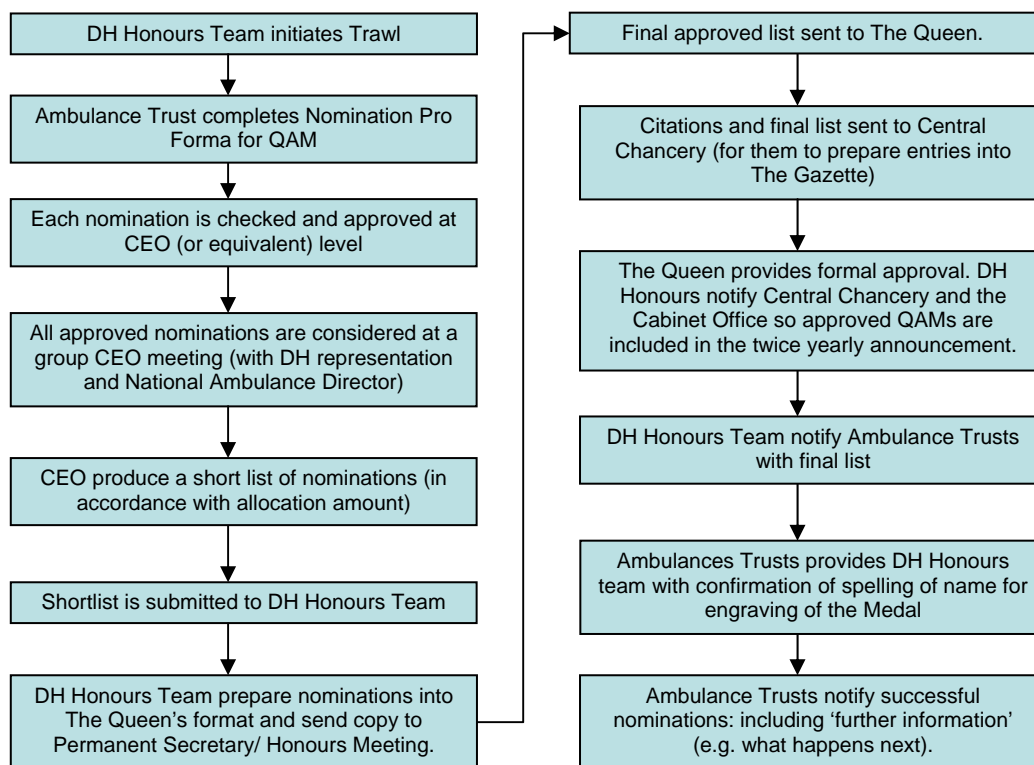 DH Honours Team initiates Trawl
Ambulance Trust completes Nomination Pro
Forma for QAM
Each nomination is checked and approved at
CEO (or equivalent) level
All approved nominations are considered at a
group CEO meeting (with DH representation
and National Ambulance Director)
CEO produce a short list of nominations (in
accordance with allocation amount)
Shortlist is submitted to DH Honours Team
DH Honours Team prepare nominations into
The Queen’s format and send copy to
Permanent Secretary/ Honours Meeting.
Final approved list sent to The Queen.
Citations and final list sent to Central
Chancery (for them to prepare entries into
The Gazette)
The Queen provides formal approval. DH
Honours notify Central Chancery and the
Cabinet Office so approved QAMs are
included in the twice yearly announcement.
DH Honours Team notify Ambulance Trusts
with final list
Ambulances Trusts provides DH Honours
team with confirmation of spelling of name for
engraving of the Medal
Ambulance Trusts notify successful
nominations: including ‘further information’
(e.g. what happens next).